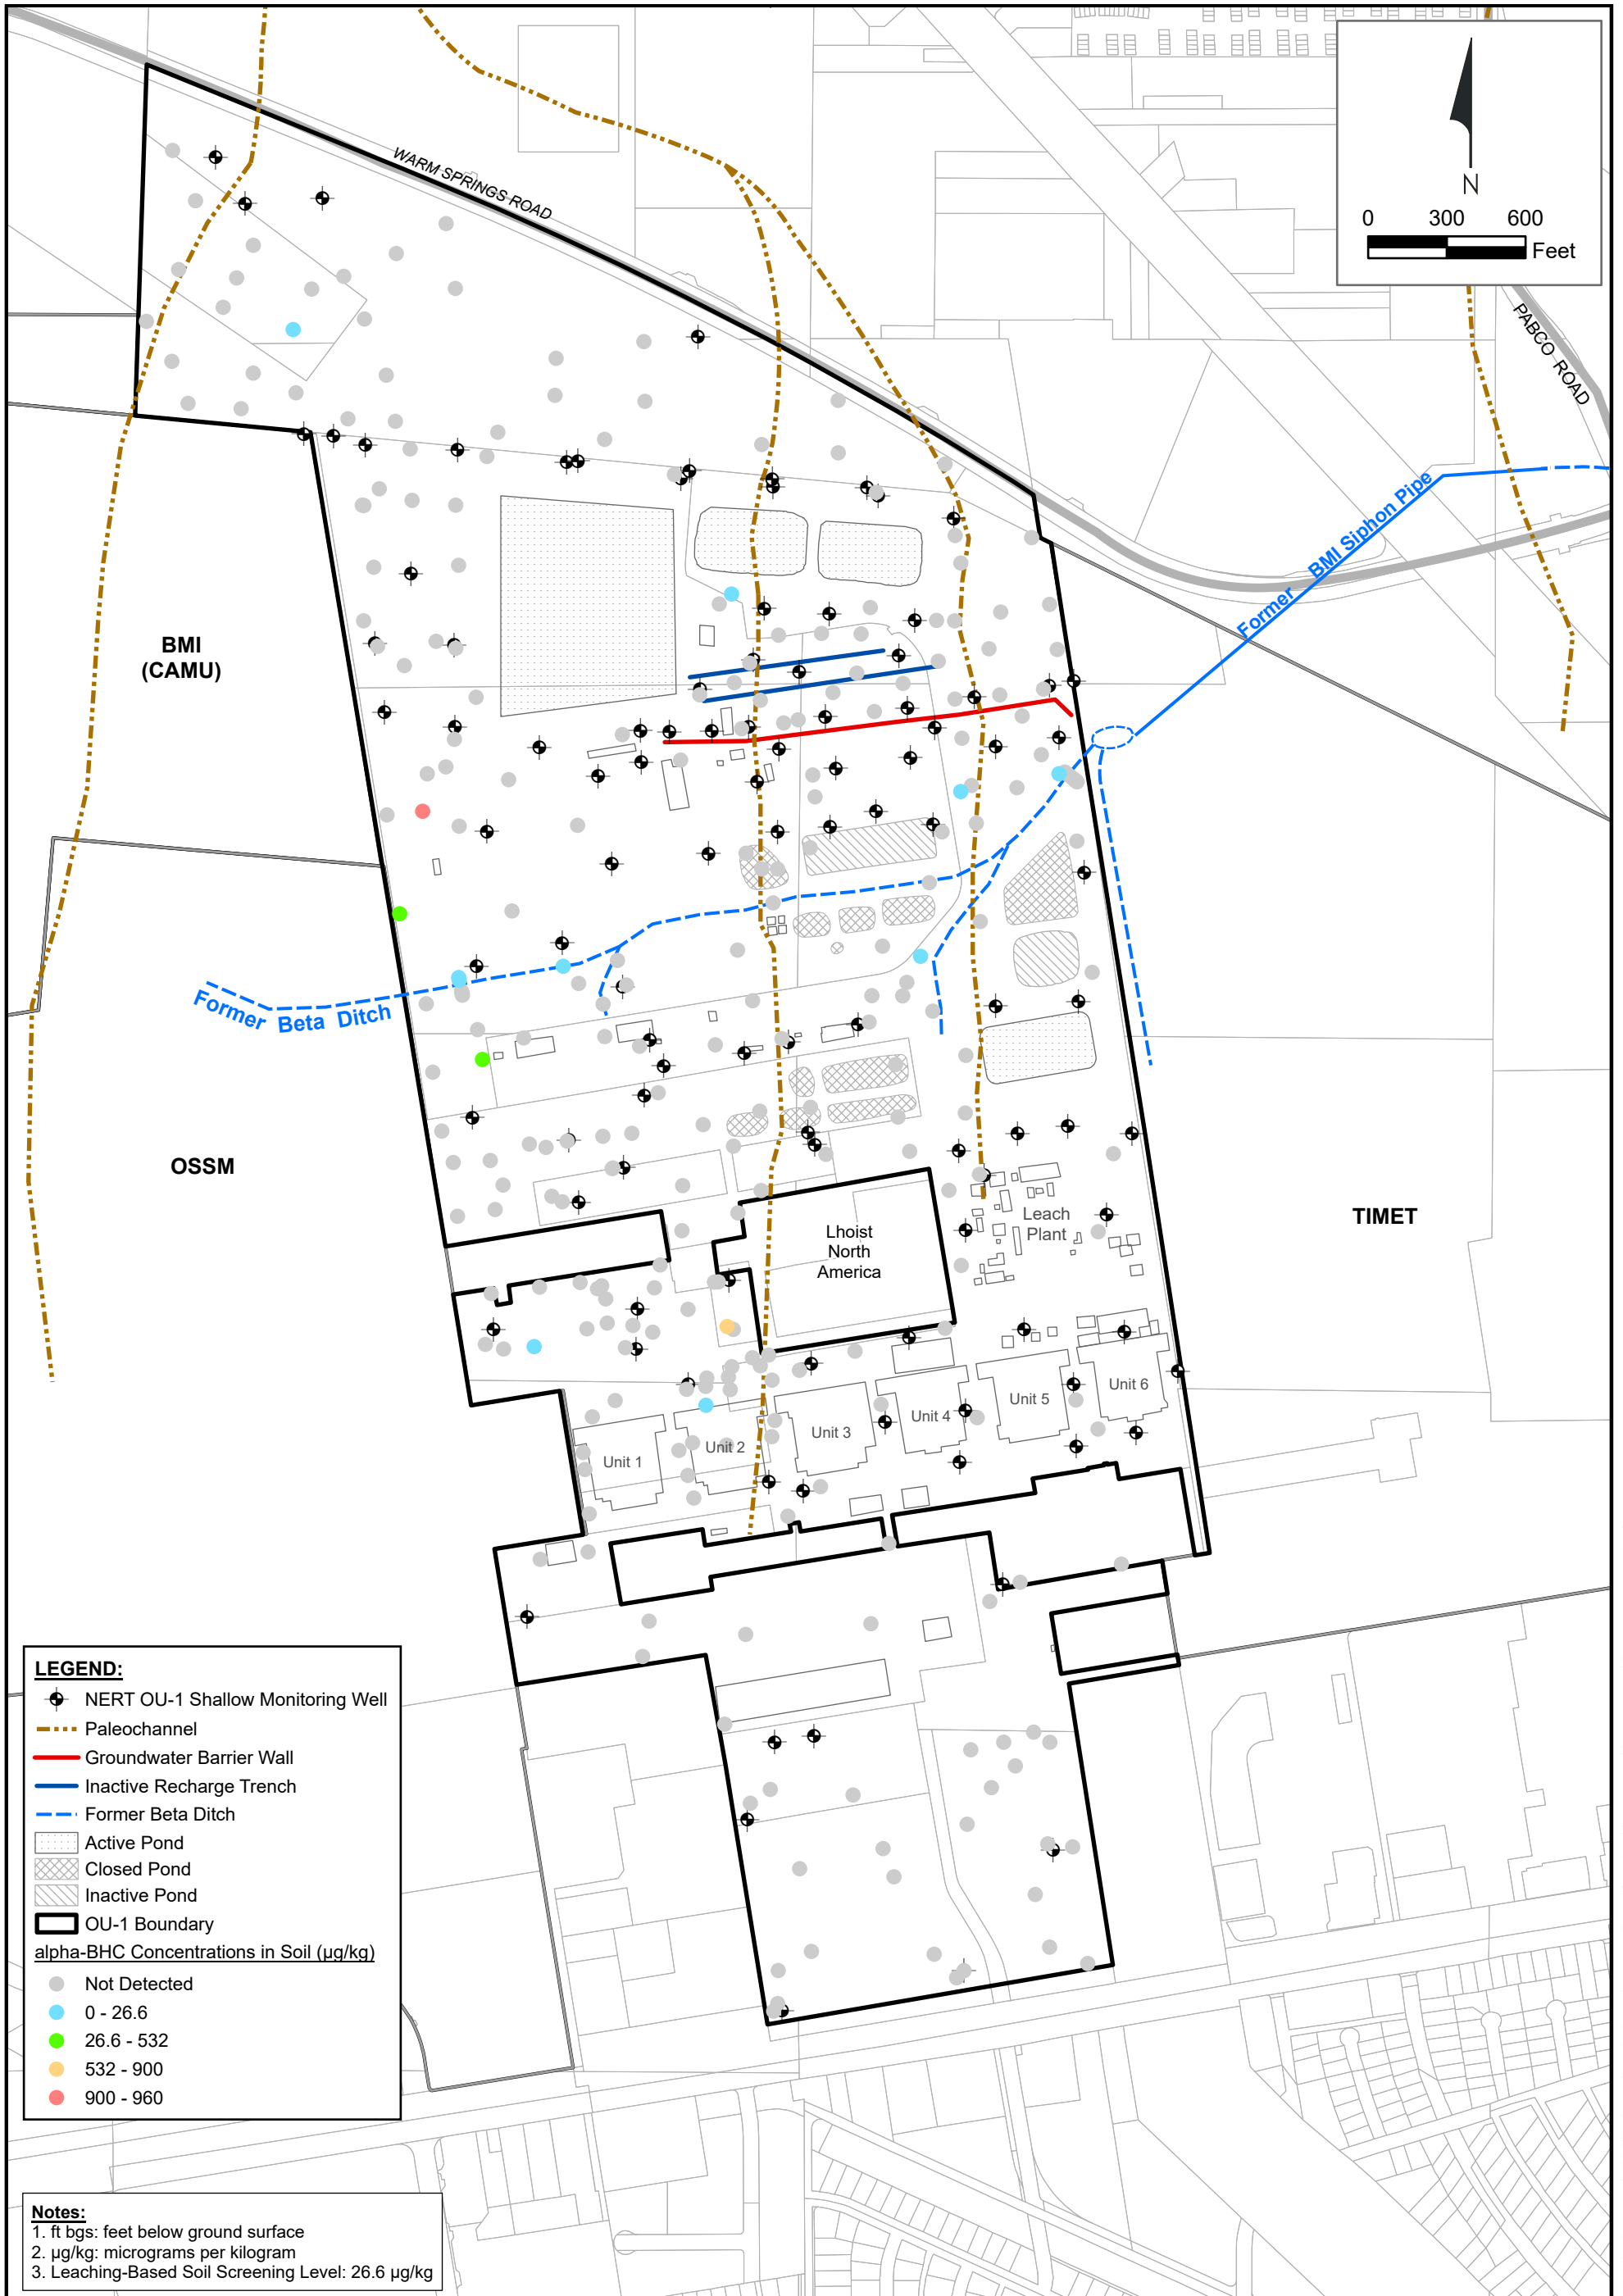 WARM SPRINGS ROAD
N
0 300 600
Feet
PABCO ROAD
Former BMI Siphon Pipe
BMI
(CAMU)
Former Beta Ditch
OSSM
TIMET
Lhoist
North
America
Leach
Plant
Unit 1
Unit 2
Unit 3
Unit 4
Unit 5
Unit 6
LEGEND:
NERT OU-1 Shallow Monitoring Well
Paleochannel
Groundwater Barrier Wall
Inactive Recharge Trench
Former Beta Ditch
Active Pond
Closed Pond
Inactive Pond
OU-1 Boundary
alpha-BHC Concentrations in Soil (µg/kg)
Not Detected
0 - 26.6
26.6 - 532
532 - 900
900 - 960
Notes:
1. ft bgs: feet below ground surface
2. µg/kg: micrograms per kilogram
3. Leaching-Based Soil Screening Level: 26.6 µg/kg